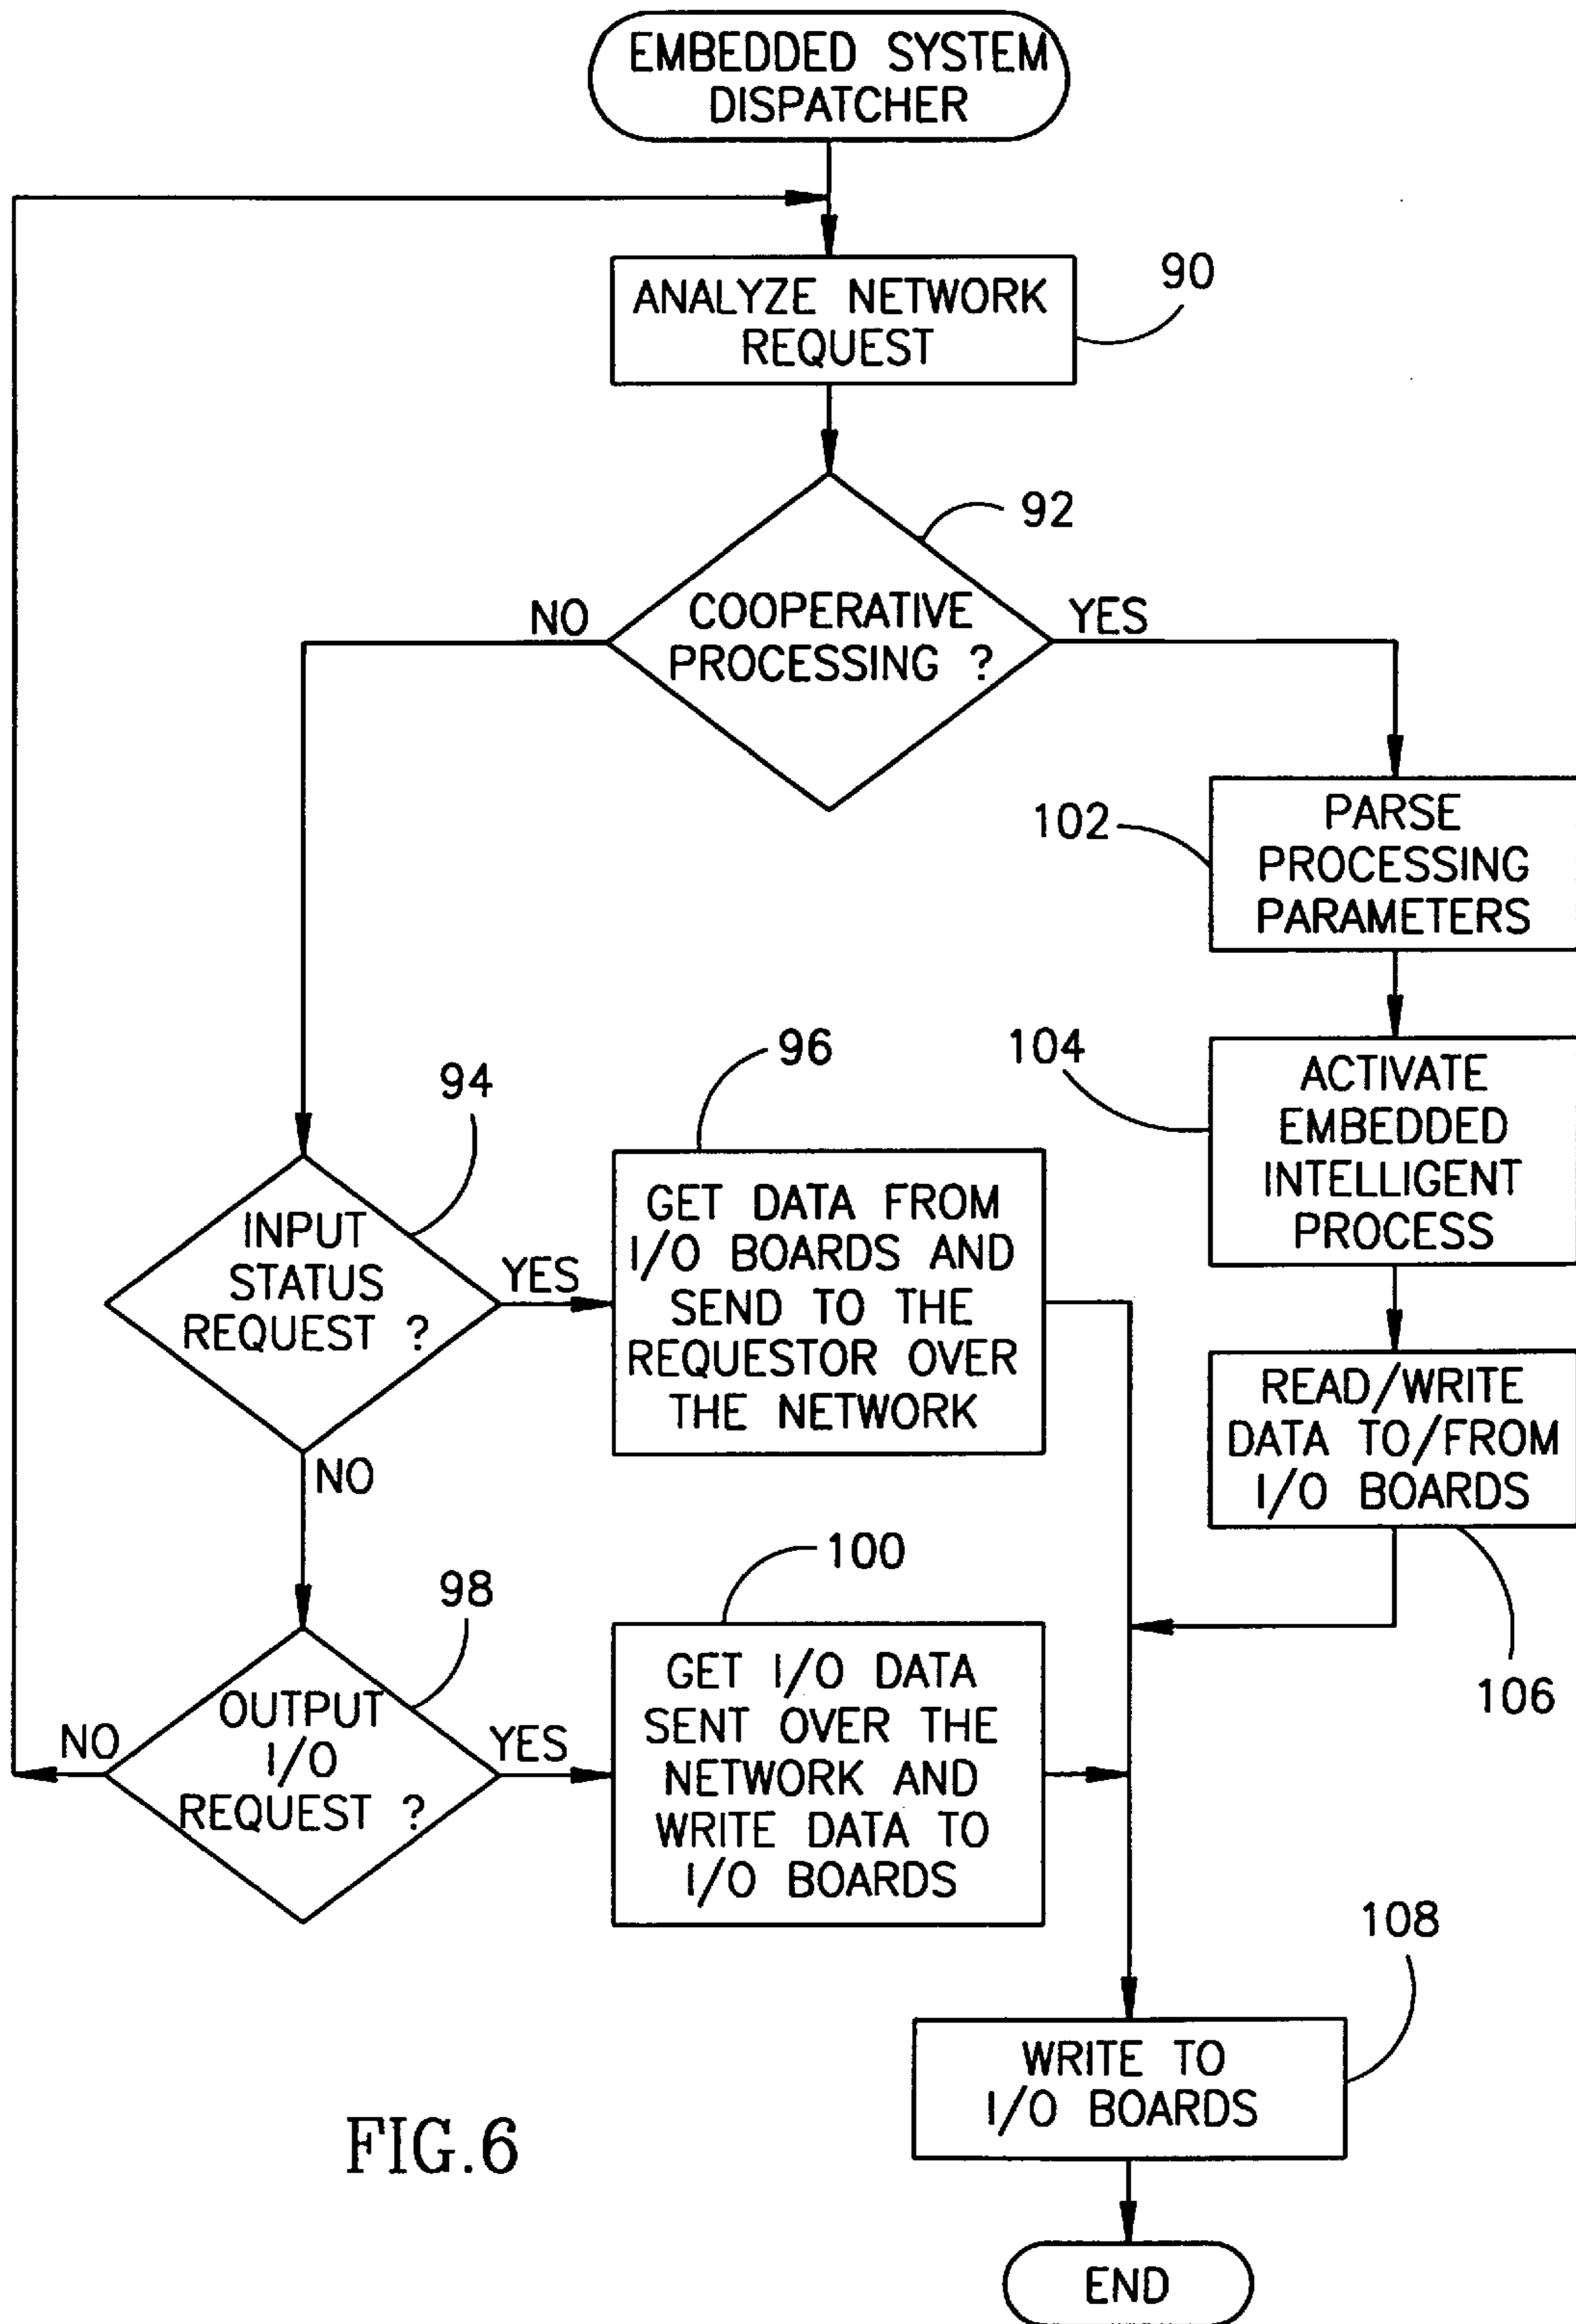 EMBEDDED SYSTEM
DISPATCHER
ANALYZE NETWORK
REQUEST
90
92
COOPERATIVE
PROCESSING ?
NO
YES
102
PARSE
PROCESSING
PARAMETERS
104
ACTIVATE
EMBEDDED
INTELLIGENT
PROCESS
94
INPUT
STATUS
REQUEST ?
YES
NO
96
GET DATA FROM
I/O BOARDS AND
SEND TO THE
REQUESTOR OVER
THE NETWORK
READ/WRITE
DATA TO/FROM
I/O BOARDS
106
98
OUTPUT
I/O
REQUEST ?
NO
YES
100
GET I/O DATA
SENT OVER THE
NETWORK AND
WRITE DATA TO
I/O BOARDS
108
WRITE TO
I/O BOARDS
END
FIG.6